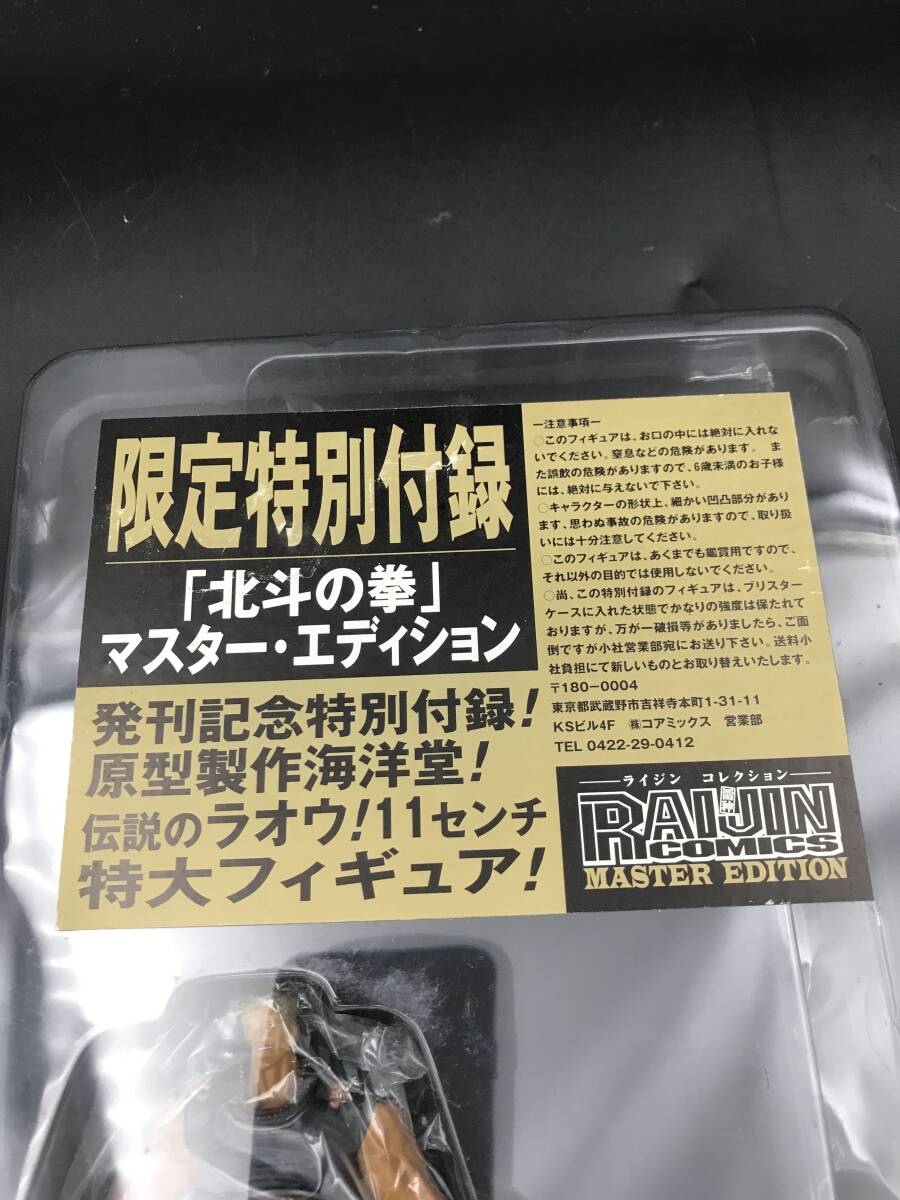 限定特別付録
「北斗の拳」
マスター・エディション
発刊記念特別付録！
原型製作海洋堂！
伝説のラオウ！11センチ
特大フィギュア！
―注意事項―
○このフィギュアは、お口の中には絶対に入れな
いでください。窒息などの危険があります。 ま
た誤飲の危険がありますので、6歳未満のお子様
には、絶対に与えないで下さい。
○キャラクターの形状上、細かい凹凸部分があり
ます、思わぬ事故の危険がありますので、取り扱
いには十分注意してください。
○このフィギュアは、あくまでも鑑賞用ですので、
それ以外の目的では使用しないでください。
○尚、この特別付録のフィギュアは、ブリスター
ケースに入れた状態でかなりの強度は保たれて
おりますが、万が一破損等がありましたら、ご面
倒ですが小社営業部宛にお送り下さい。送料小
社負担にて新しいものとお取り替えいたします。
〒180−0004
東京都武蔵野市吉祥寺本町1-31-11
KSビル4F ㈱コアミックス 営業部
TEL 0422-29-0412
ライジン コレクション
RAIJIN
雷神
COMICS
MASTER EDITION